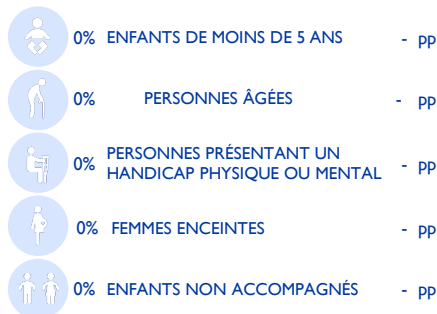 0% ENFANTS DE MOINS DE 5 ANS - pp
0% PERSONNES ÂGÉES - pp
0% PERSONNES PRÉSENTANT UN
HANDICAP PHYSIQUE OU MENTAL - pp
0% FEMMES ENCEINTES - pp
0% ENFANTS NON ACCOMPAGNÉS - pp